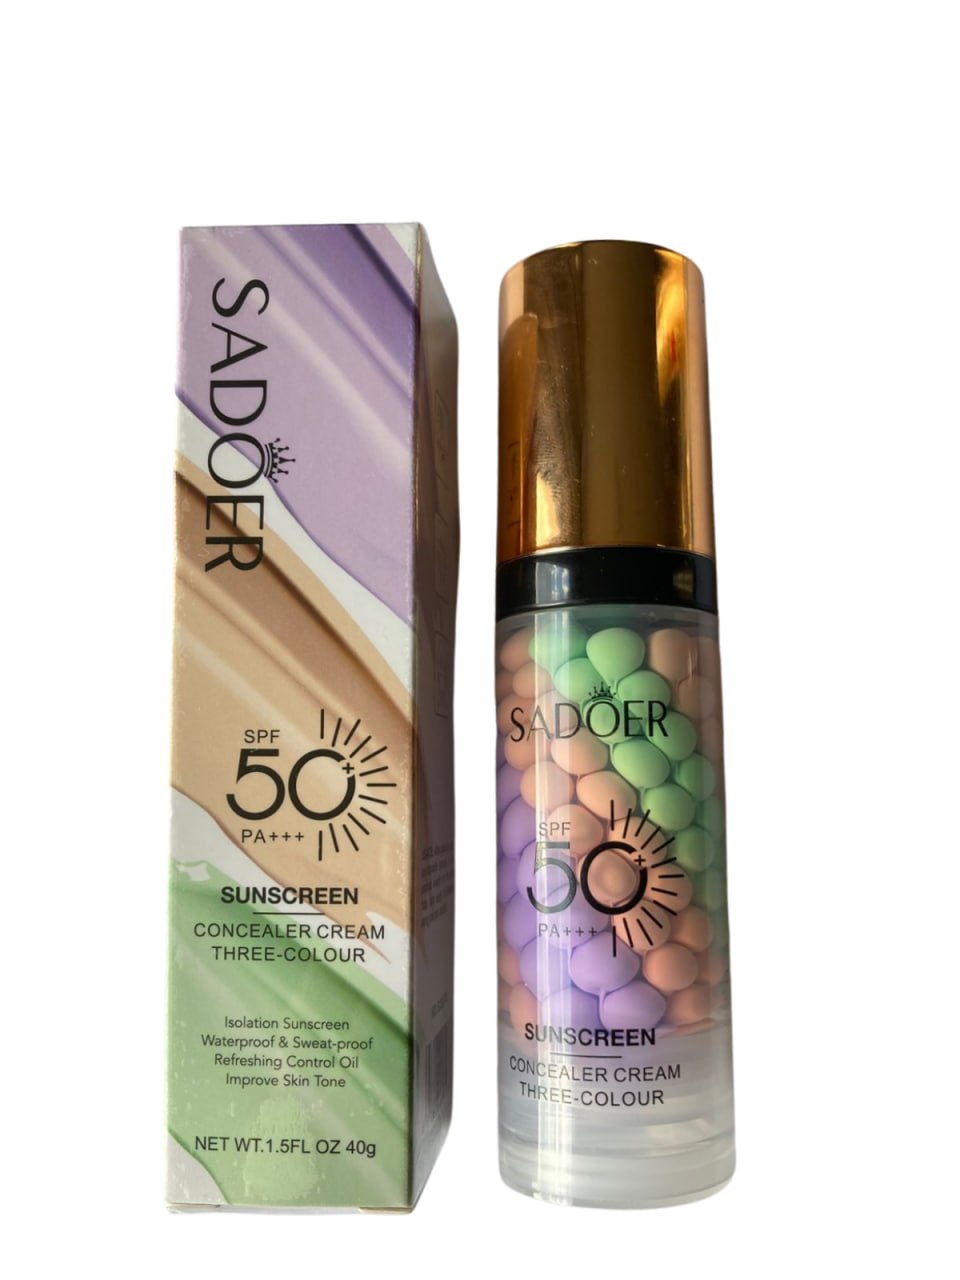 SADOER
SPF
50+
PA+++
SUNSCREEN
CONCEALER CREAM
THREE-COLOUR
Isolation Sunscreen
Waterproof & Sweat-proof
Refreshing Control Oil
Improve Skin Tone
NET WT.1.5FL OZ 40g
SADOER
SPF
50+
PA+++
SUNSCREEN
CONCEALER CREAM
THREE-COLOUR